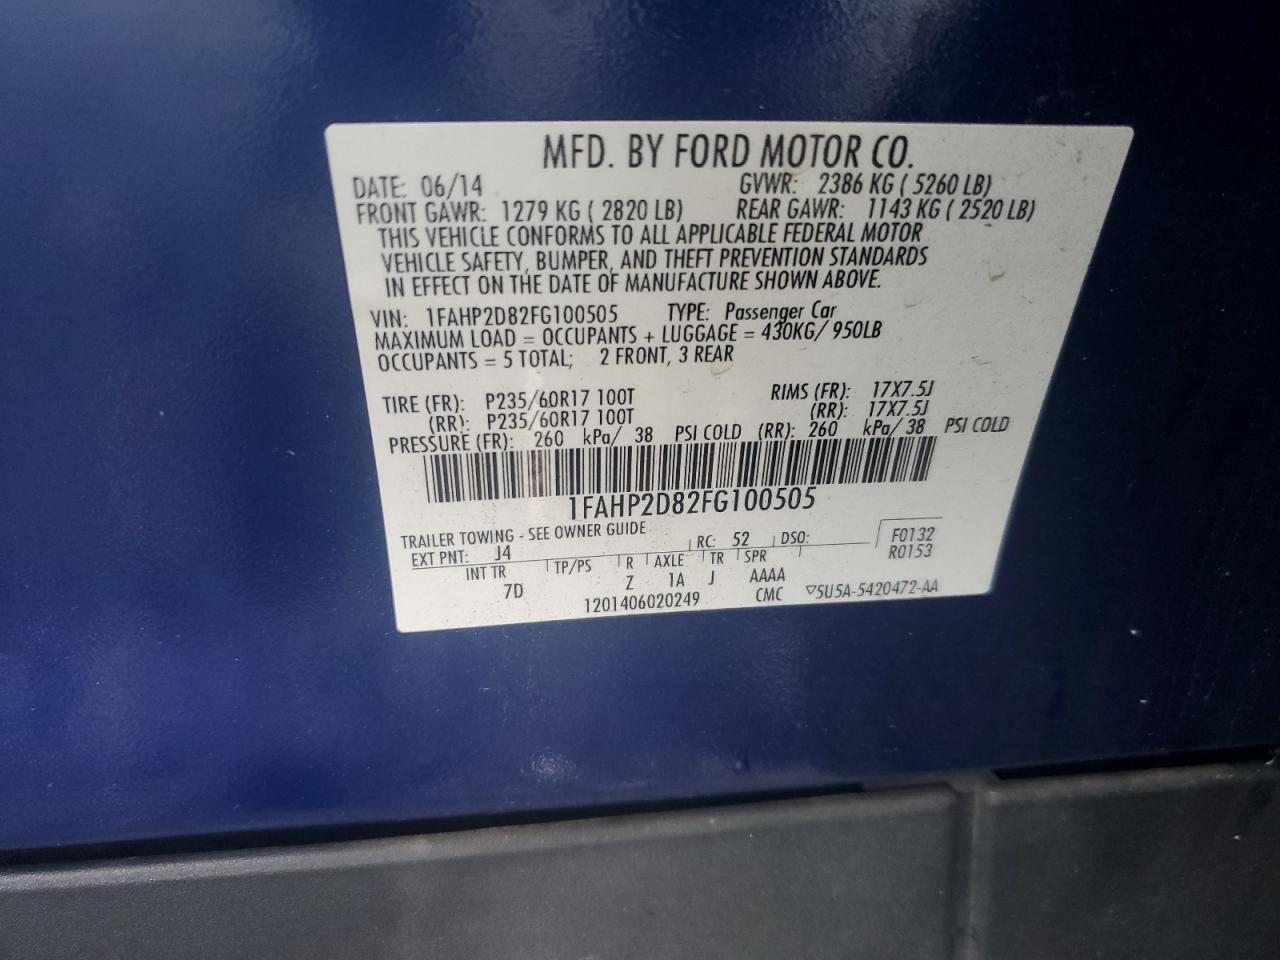 MFD. BY FORD MOTOR CO.
DATE: 06/14 GVWR: 2386 KG ( 5260 LB)
FRONT GAWR: 1279 KG ( 2820 LB) REAR GAWR: 1143 KG ( 2520 LB)
THIS VEHICLE CONFORMS TO ALL APPLICABLE FEDERAL MOTOR
VEHICLE SAFETY, BUMPER, AND THEFT PREVENTION STANDARDS
IN EFFECT ON THE DATE OF MANUFACTURE SHOWN ABOVE.
VIN: 1FAHP2D82FG100505 TYPE: Passenger Car
MAXIMUM LOAD = OCCUPANTS + LUGGAGE = 430KG/ 950LB
OCCUPANTS = 5 TOTAL; 2 FRONT, 3 REAR
TIRE (FR): P235/60R17 100T RIMS (FR): 17X7.5J
(RR): P235/60R17 100T (RR): 17X7.5J
PRESSURE (FR): 260 kPa/ 38 PSI COLD (RR): 260 kPa/ 38 PSI COLD
1FAHP2D82FG100505
TRAILER TOWING - SEE OWNER GUIDE
EXT PNT: J4 RC: 52 DSO: F0132
INT TR TP/PS R AXLE TR SPR R0153
7D Z 1A J AAAA
1201406020249 CMC ▽5U5A-5420472-AA